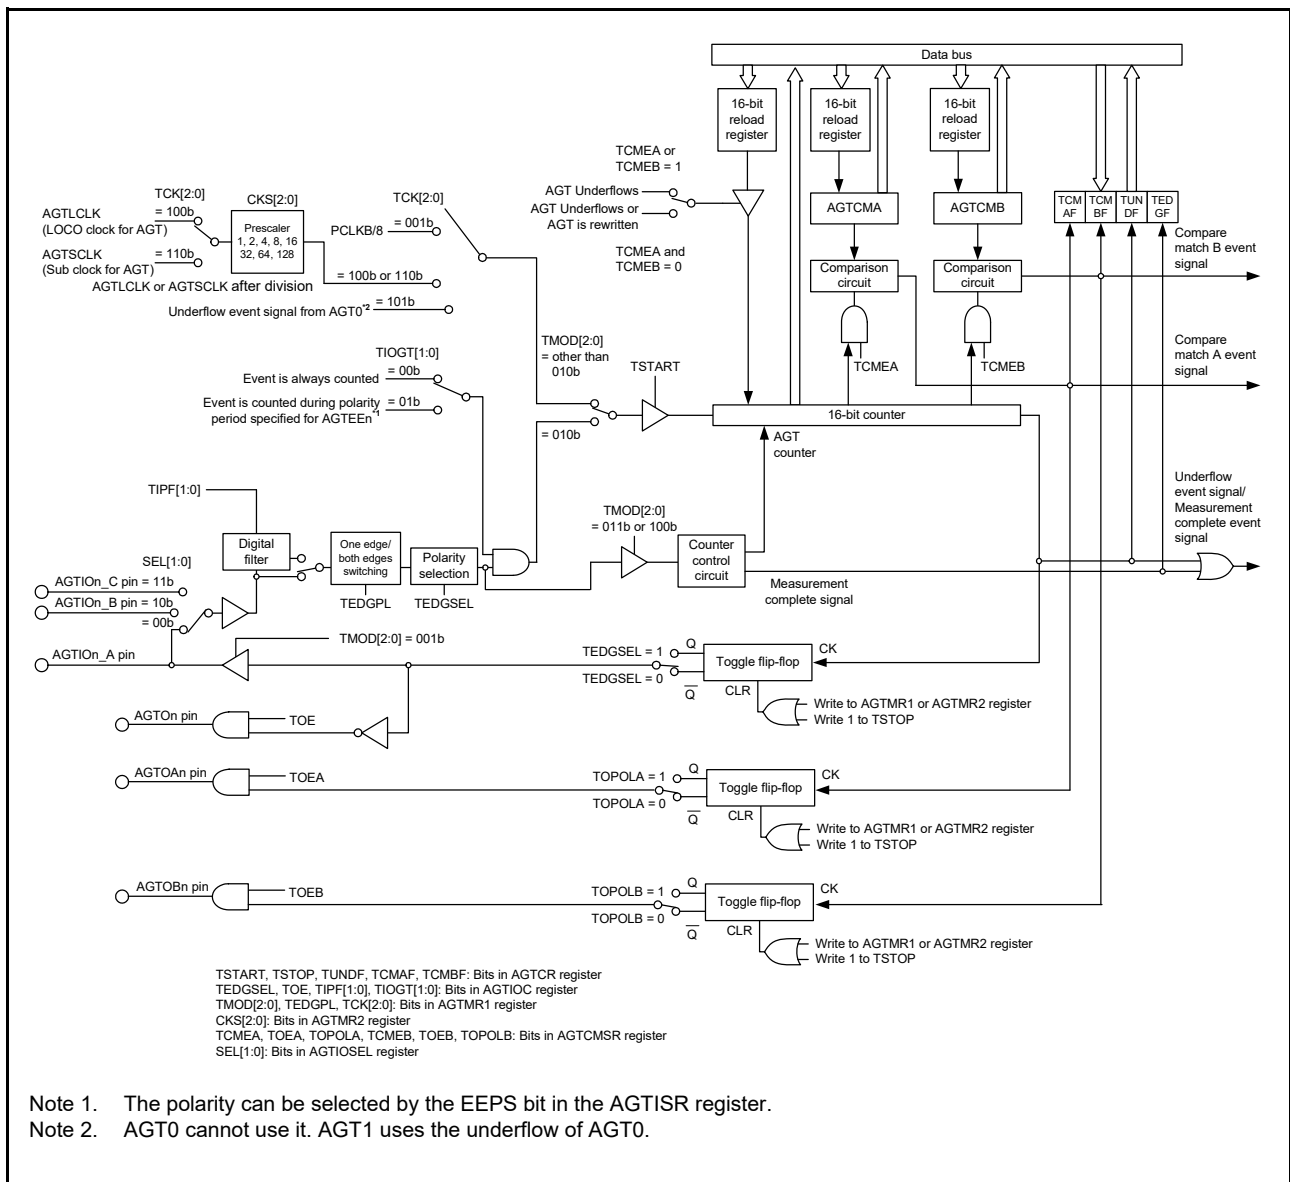 Data bus
16-bit
reload
register
16-bit
reload
register
16-bit
reload
register
TCMEA or
TCMEB = 1
AGT Underflows
AGT Underflows or
AGT is rewritten
TCMEA and
TCMEB = 0
AGTCMA
AGTCMB
TCM
AF
TCM
BF
TUN
DF
TED
GF
Compare
match B event
signal
Comparison
circuit
Comparison
circuit
TCMEA
TCMEB
Compare
match A event
signal
TCK[2:0]
CKS[2:0]
AGTLCLK
(LOCO clock for AGT)
= 100b
Prescaler
1, 2, 4, 8, 16
32, 64, 128
AGTSCLK
(Sub clock for AGT)
= 110b
TCK[2:0]
PCLKB/8
= 001b
= 100b or 110b
AGTLCLK or AGTSCLK after division
Underflow event signal from AGT0*2
= 101b
TIOGT[1:0]
Event is always counted
= 00b
Event is counted during polarity
period specified for AGTEEn*1
= 01b
TMOD[2:0]
= other than
010b
= 010b
TSTART
16-bit counter
AGT
counter
TIPF[1:0]
Digital
filter
One edge/
both edges
switching
Polarity
selection
TEDGPL
TEDGSEL
TMOD[2:0]
= 011b or 100b
Counter
control
circuit
Measurement
complete signal
Underflow
event signal/
Measurement
complete event
signal
SEL[1:0]
AGTIOn_C pin = 11b
AGTIOn_B pin = 10b
= 00b
AGTIOn_A pin
TMOD[2:0] = 001b
TEDGSEL = 1
TEDGSEL = 0
Q
Q
Toggle flip-flop
CK
CLR
Write to AGTMR1 or AGTMR2 register
Write 1 to TSTOP
AGTOn pin
TOE
AGTOAn pin
TOEA
TOPOLA = 1
TOPOLA = 0
Q
Q
Toggle flip-flop
CK
CLR
Write to AGTMR1 or AGTMR2 register
Write 1 to TSTOP
AGTOBn pin
TOEB
TOPOLB = 1
TOPOLB = 0
Q
Q
Toggle flip-flop
CK
CLR
Write to AGTMR1 or AGTMR2 register
Write 1 to TSTOP
TSTART, TSTOP, TUNDF, TCMAF, TCMBF: Bits in AGTCR register
TEDGSEL, TOE, TIPF[1:0], TIOGT[1:0]: Bits in AGTIOC register
TMOD[2:0], TEDGPL, TCK[2:0]: Bits in AGTMR1 register
CKS[2:0]: Bits in AGTMR2 register
TCMEA, TOEA, TOPOLA, TCMEB, TOEB, TOPOLB: Bits in AGTCMSR register
SEL[1:0]: Bits in AGTIOSEL register
Note 1. The polarity can be selected by the EEPS bit in the AGTISR register.
Note 2. AGT0 cannot use it. AGT1 uses the underflow of AGT0.